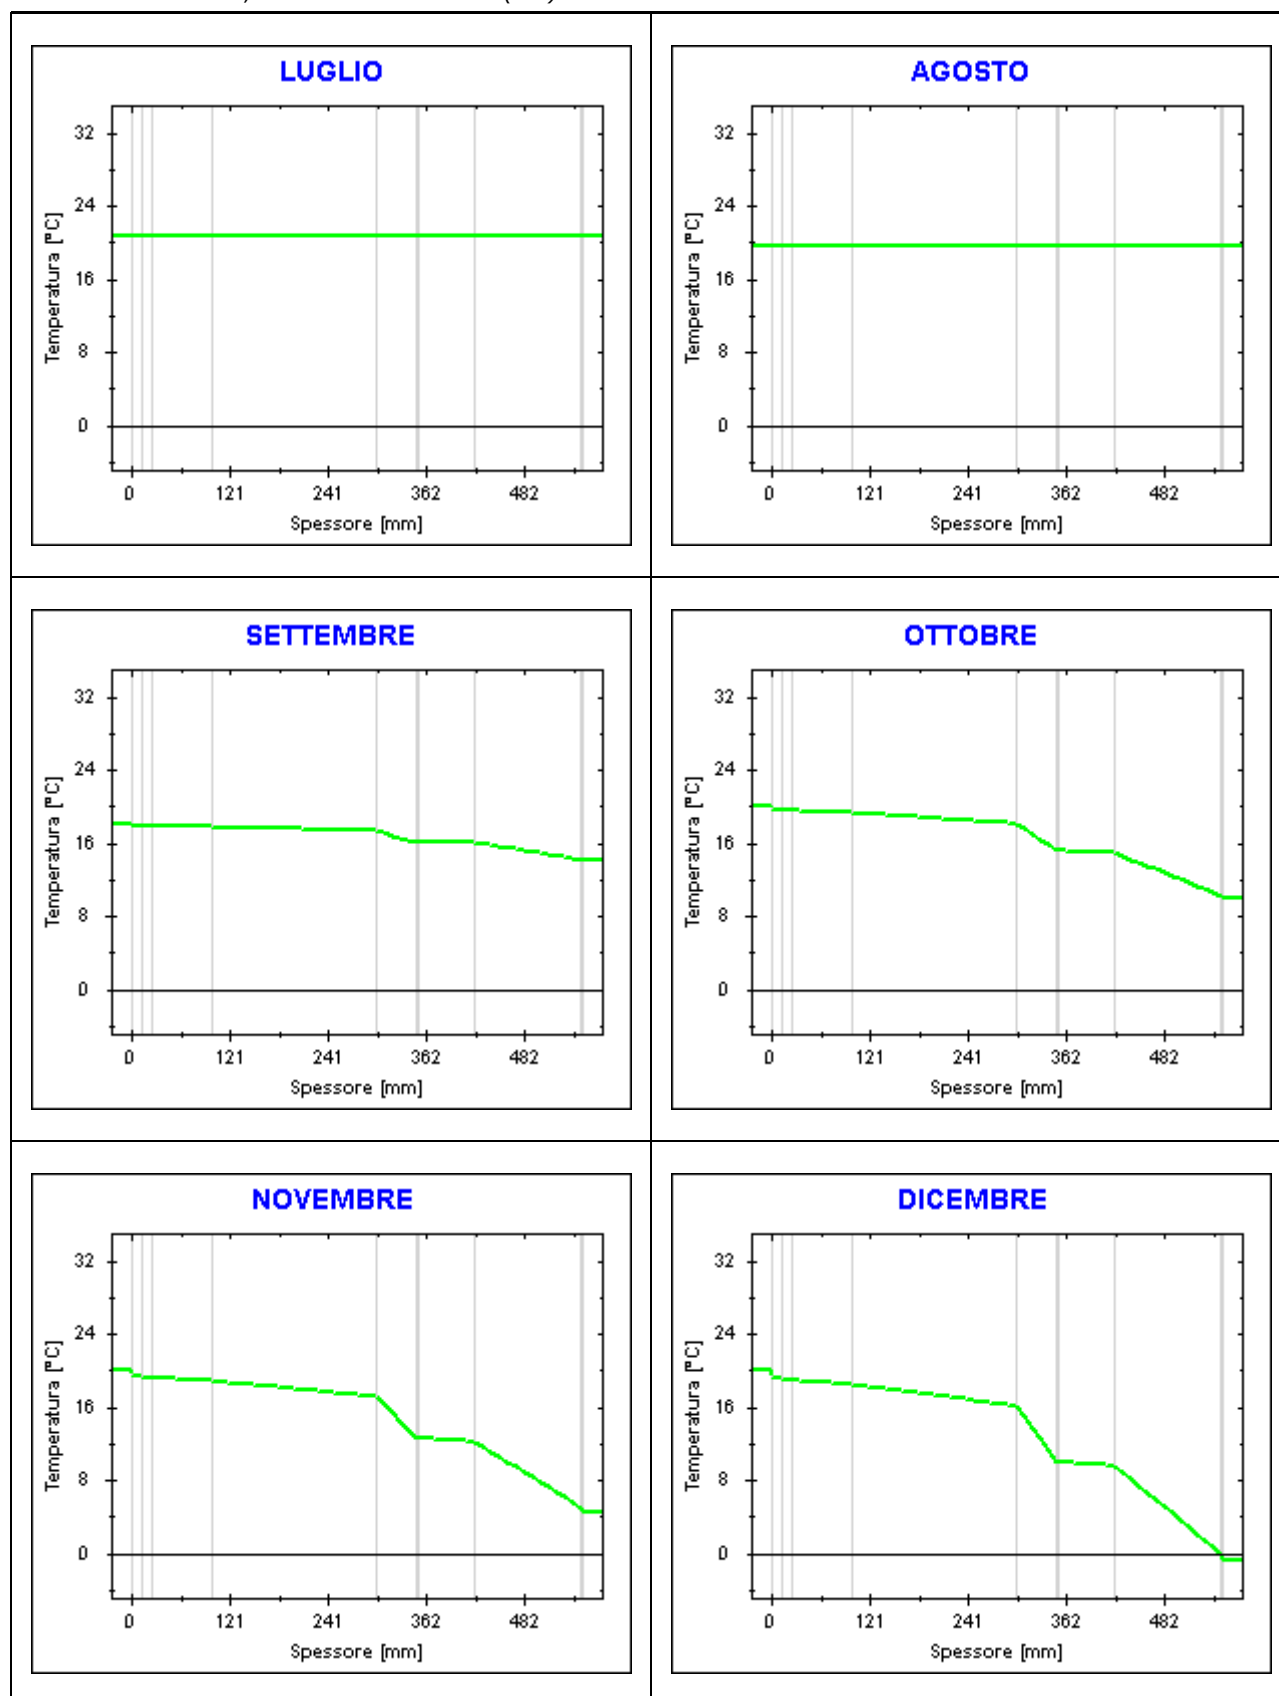 LUGLIO
32
24
16
8
0
Temperatura [°C]
0 121 241 362 482
Spessore [mm]
AGOSTO
32
24
16
8
0
Temperatura [°C]
0 121 241 362 482
Spessore [mm]
SETTEMBRE
32
24
16
8
0
Temperatura [°C]
0 121 241 362 482
Spessore [mm]
OTTOBRE
32
24
16
8
0
Temperatura [°C]
0 121 241 362 482
Spessore [mm]
NOVEMBRE
32
24
16
8
0
Temperatura [°C]
0 121 241 362 482
Spessore [mm]
DICEMBRE
32
24
16
8
0
Temperatura [°C]
0 121 241 362 482
Spessore [mm]